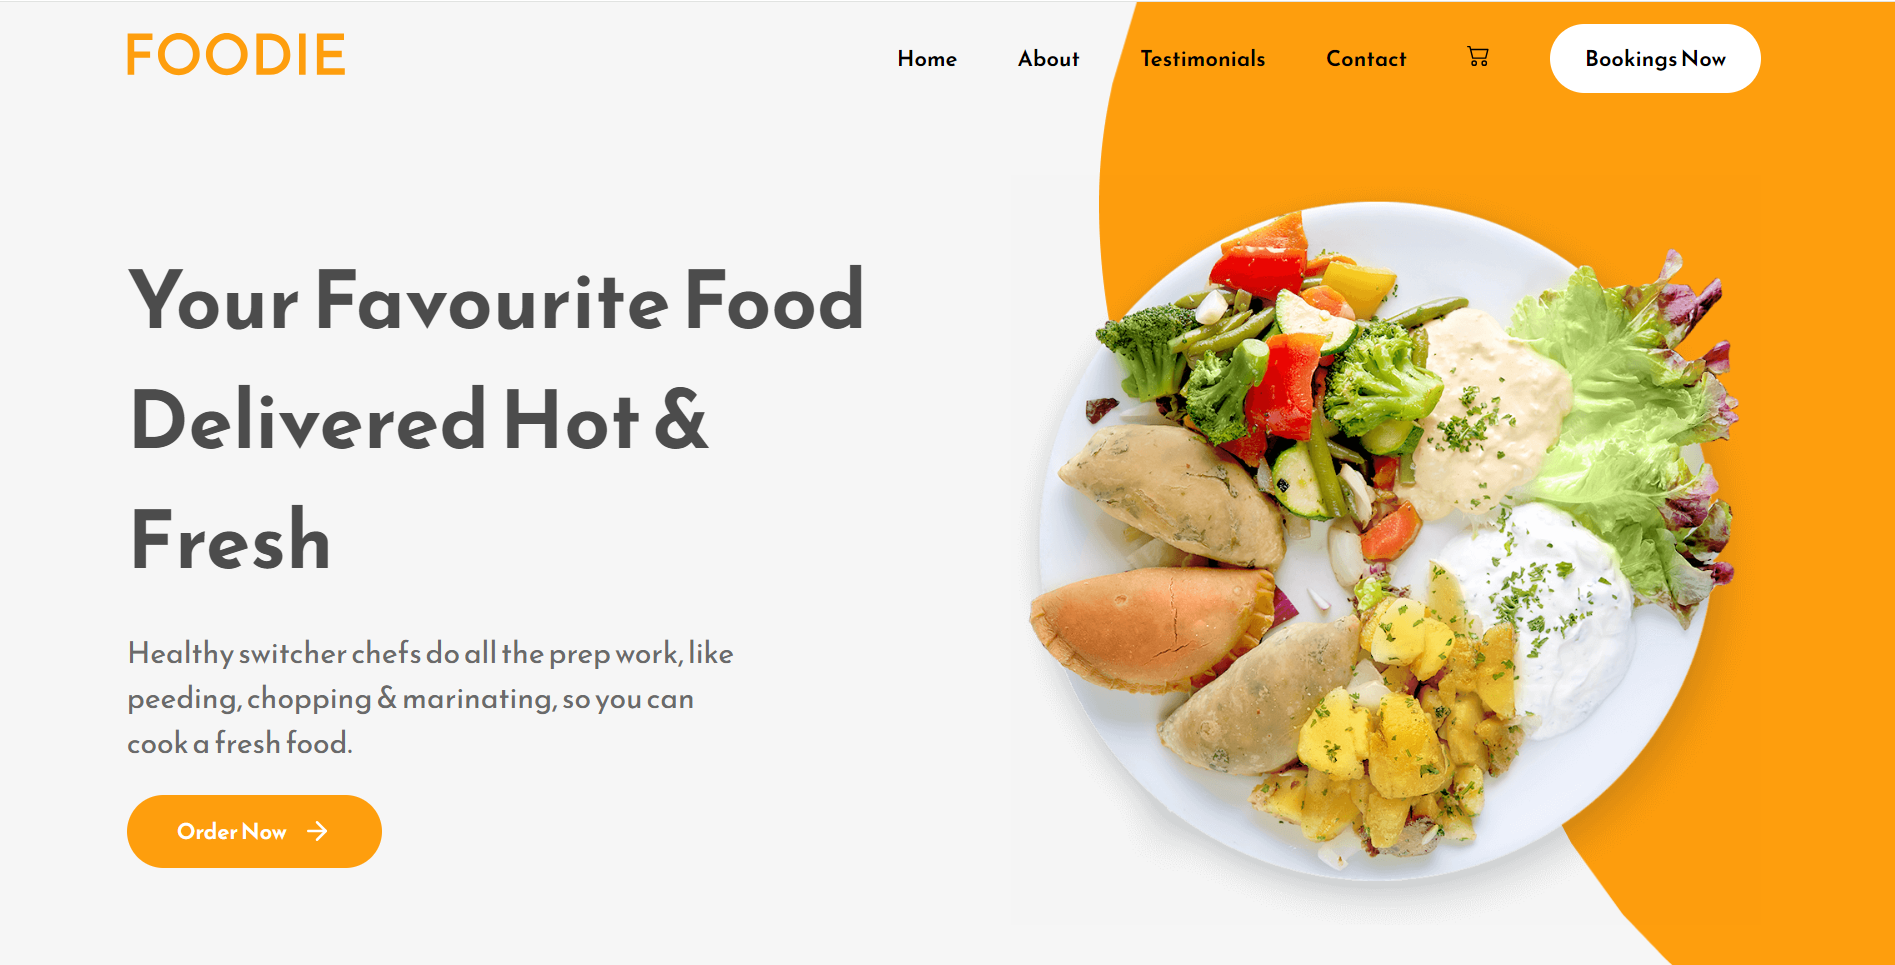 FOODIE
Home About Testimonials Contact Bookings Now
Your Favourite Food
Delivered Hot &
Fresh
Healthy switcher chefs do all the prep work, like
peeding, chopping & marinating, so you can
cook a fresh food.
Order Now